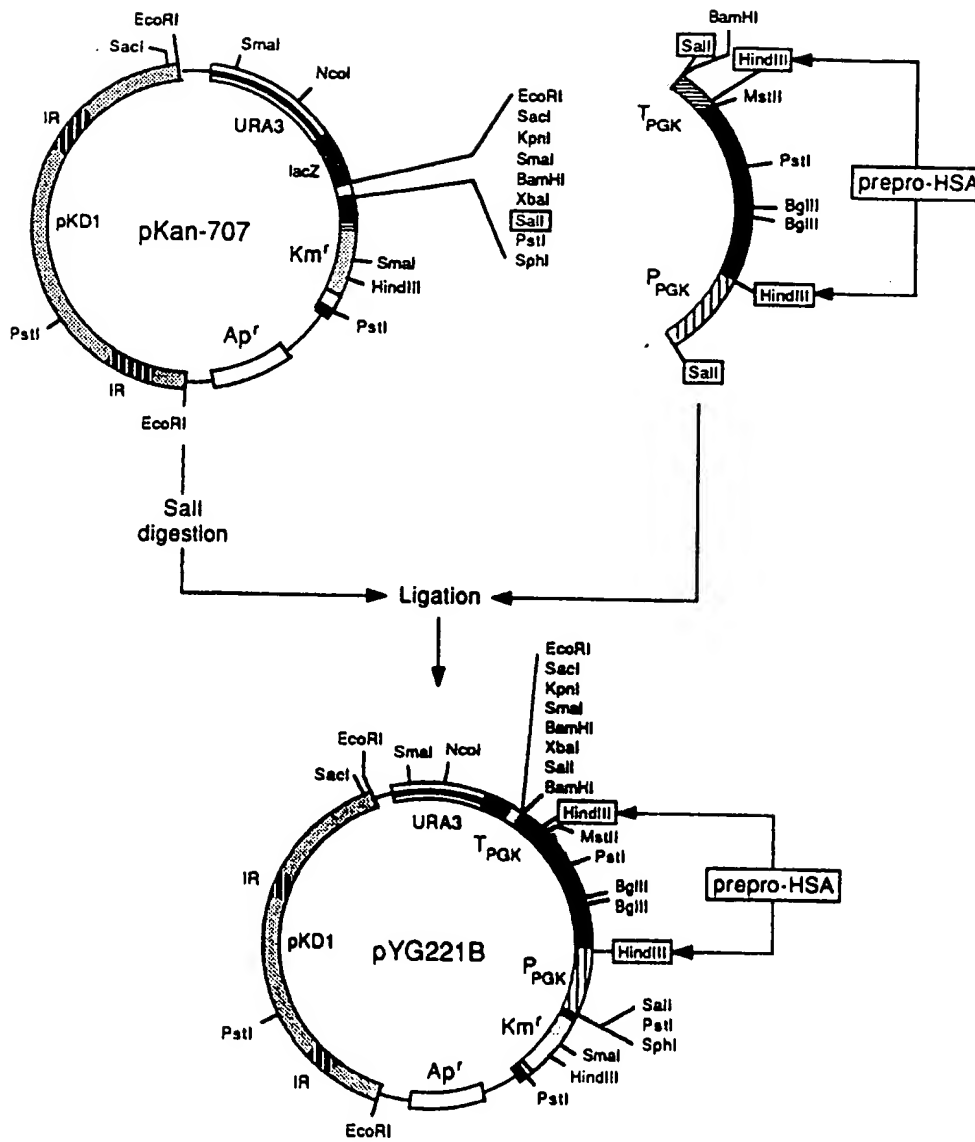 EcoRI
SacI
SmaI
NcoI
IR
URA3
lacZ
pKD1
pKan-707
Km^r
SmaI
HindIII
PstI
PstI
Ap^r
IR
EcoRI
EcoRI
SacI
KpnI
SmaI
BamHI
XbaI
SalI
PstI
SphI
BamHI
SalI
HindIII
MstII
T_PGK
PstI
prepro-HSA
BglII
BglII
P_PGK
HindIII
SalI
SalI
digestion
Ligation
EcoRI
SacI
KpnI
SmaI
BamHI
XbaI
SalI
BamHI
EcoRI
SacI
SmaI
NcoI
URA3
T_PGK
HindIII
MstII
PstI
prepro-HSA
BglII
BglII
IR
pKD1
pYG221B
HindIII
P_PGK
SalI
PstI
SphI
Km^r
SmaI
HindIII
PstI
PstI
IR
Ap^r
EcoRI